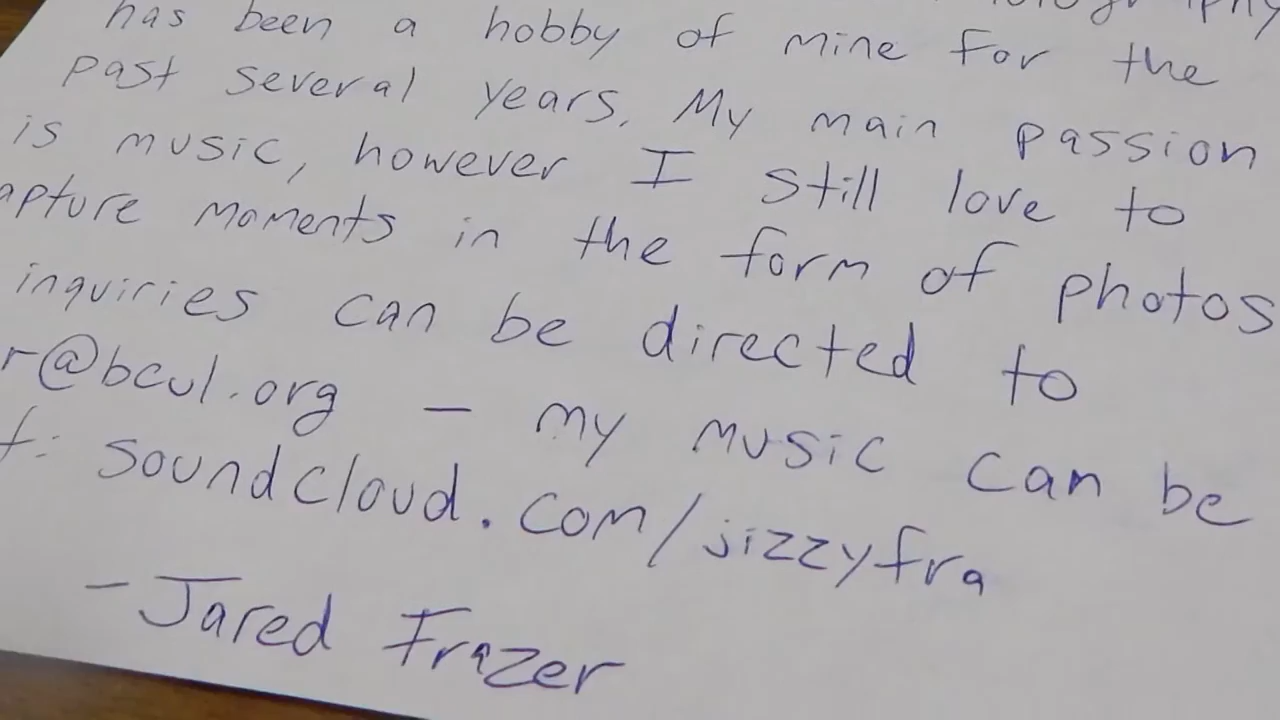 has been a hobby of mine for the
past several years. My main passion
is music, however I still love to
apture moments in the form of photos
inquiries can be directed to
r@bcul.org - my music can be
f: soundcloud.com/jizzyfra
- Jared Frazer